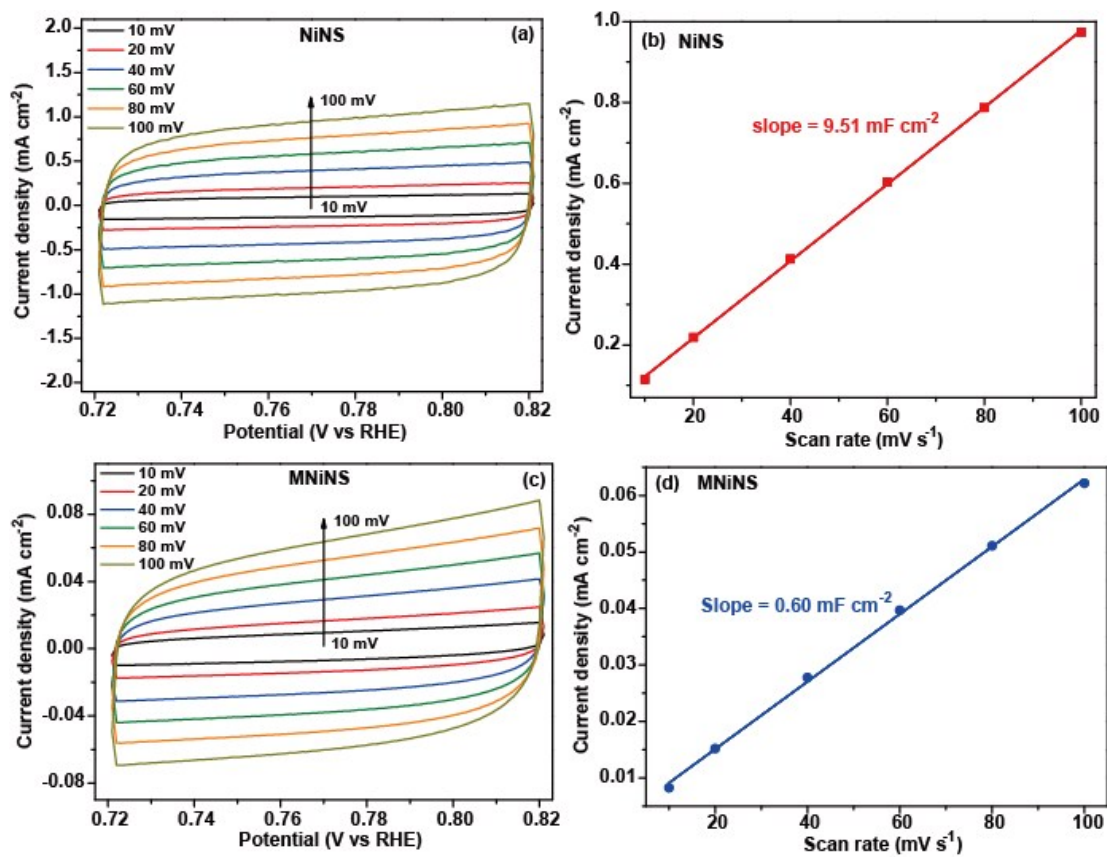 NiNS
(a)
10 mV
20 mV
40 mV
60 mV
80 mV
100 mV
100 mV
10 mV
2.0
1.5
1.0
0.5
0.0
-0.5
-1.0
-1.5
-2.0
Current density (mA cm⁻²)
0.72 0.74 0.76 0.78 0.80 0.82
Potential (V vs RHE)
(b) NiNS
slope = 9.51 mF cm⁻²
1.0
0.8
0.6
0.4
0.2
Current density (mA cm⁻²)
20 40 60 80 100
Scan rate (mV s⁻¹)
MNiNS
(c)
10 mV
20 mV
40 mV
60 mV
80 mV
100 mV
100 mV
10 mV
0.08
0.04
0.00
-0.04
-0.08
Current density (mA cm⁻²)
0.72 0.74 0.76 0.78 0.80 0.82
Potential (V vs RHE)
(d) MNiNS
Slope = 0.60 mF cm⁻²
0.06
0.05
0.04
0.03
0.02
0.01
Current density (mA cm⁻²)
20 40 60 80 100
Scan rate (mV s⁻¹)